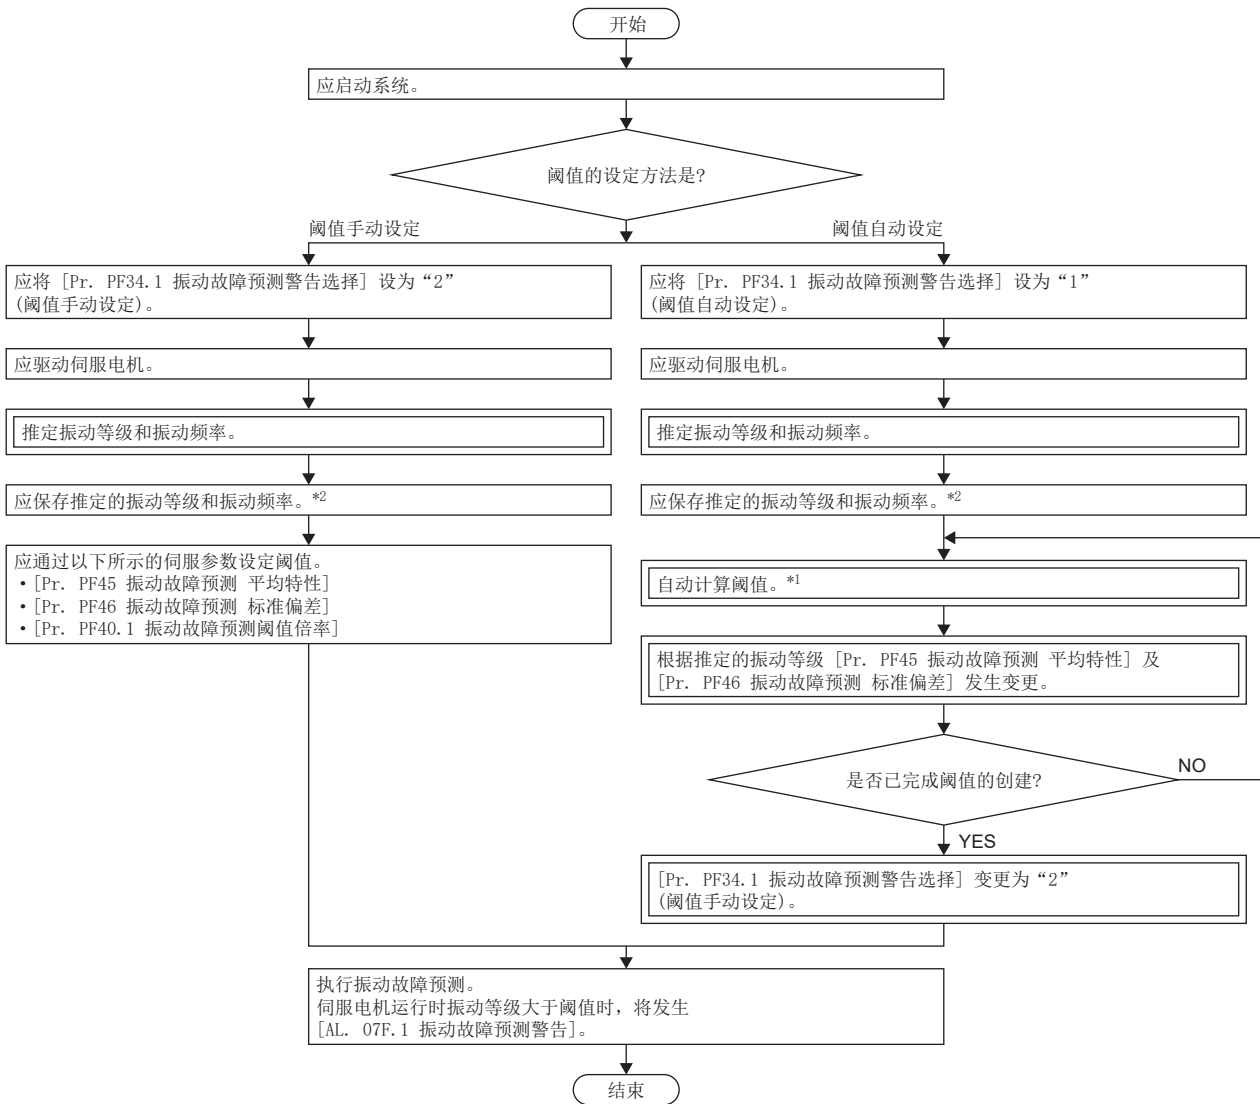 开始
应启动系统。
阈值的设定方法是?
阈值手动设定
阈值自动设定
应将 [Pr. PF34.1 振动故障预测警告选择] 设为“2”
(阈值手动设定)。
应驱动伺服电机。
推定振动等级和振动频率。
应保存推定的振动等级和振动频率。*2
应通过以下所示的伺服参数设定阈值。
・[Pr. PF45 振动故障预测 平均特性]
・[Pr. PF46 振动故障预测 标准偏差]
・[Pr. PF40.1 振动故障预测阈值倍率]
应将 [Pr. PF34.1 振动故障预测警告选择] 设为“1”
(阈值自动设定)。
应驱动伺服电机。
推定振动等级和振动频率。
应保存推定的振动等级和振动频率。*2
自动计算阈值。*1
根据推定的振动等级 [Pr. PF45 振动故障预测 平均特性] 及
[Pr. PF46 振动故障预测 标准偏差] 发生变更。
是否已完成阈值的创建?
NO
YES
[Pr. PF34.1 振动故障预测警告选择] 变更为“2”
(阈值手动设定)。
执行振动故障预测。
伺服电机运行时振动等级大于阈值时，将发生
[AL. 07F.1 振动故障预测警告]。
结束